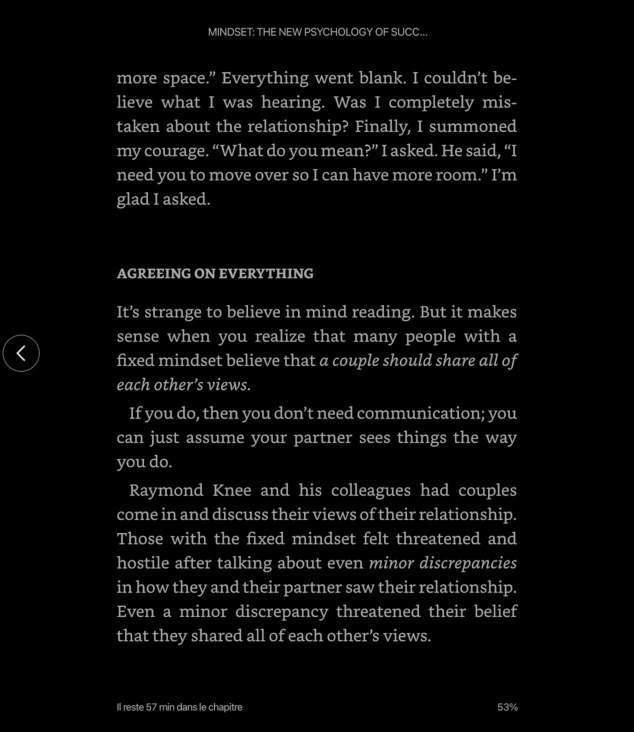 MINDSET: THE NEW PSYCHOLOGY OF SUCC...
more space.” Everything went blank. I couldn’t be-
lieve what I was hearing. Was I completely mis-
taken about the relationship? Finally, I summoned
my courage. “What do you mean?” I asked. He said, “I
need you to move over so I can have more room.” I’m
glad I asked.
AGREEING ON EVERYTHING
It’s strange to believe in mind reading. But it makes
sense when you realize that many people with a
fixed mindset believe that a couple should share all of
each other’s views.
If you do, then you don’t need communication; you
can just assume your partner sees things the way
you do.
Raymond Knee and his colleagues had couples
come in and discuss their views of their relationship.
Those with the fixed mindset felt threatened and
hostile after talking about even minor discrepancies
in how they and their partner saw their relationship.
Even a minor discrepancy threatened their belief
that they shared all of each other’s views.
Il reste 57 min dans le chapitre
53%